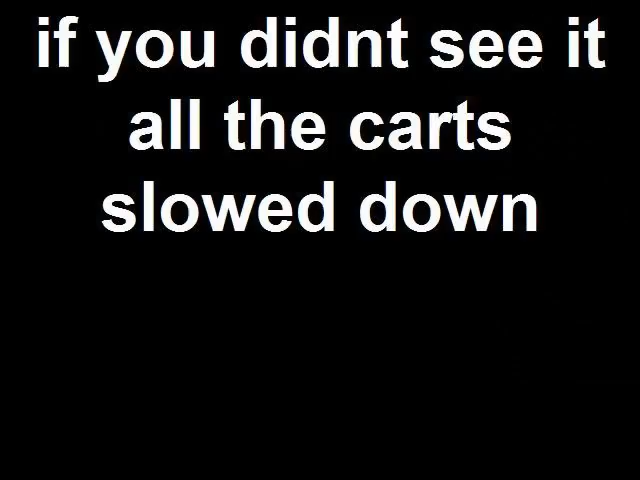 if you didnt see it
all the carts
slowed down